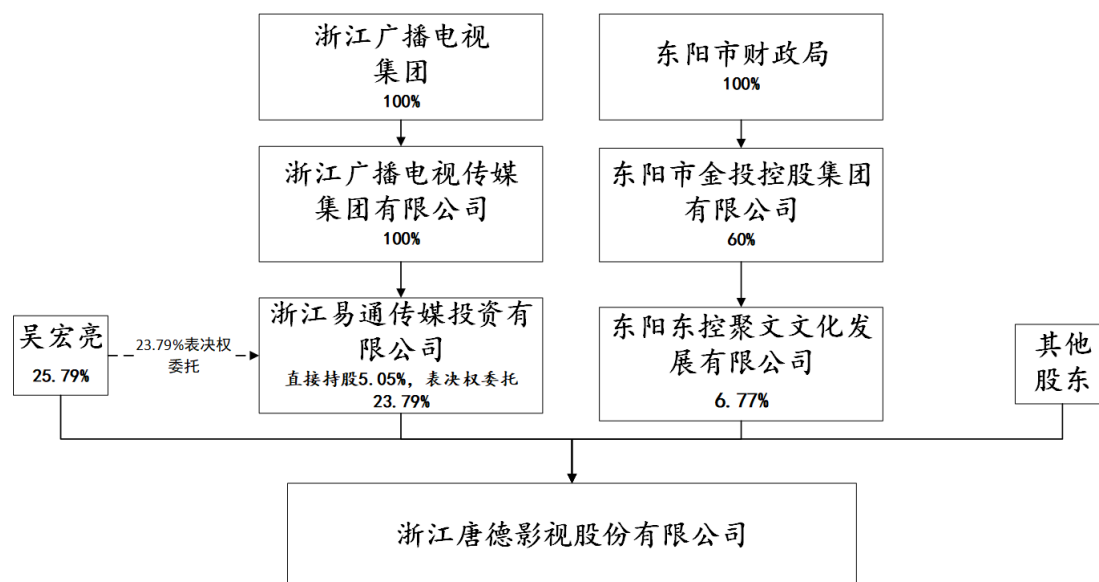 浙江广播电视
集团
100%
东阳市财政局
100%
浙江广播电视传媒
集团有限公司
100%
东阳市金投控股集团
有限公司
60%
吴宏亮
25.79%
23.79%表决权
委托
浙江易通传媒投资有
限公司
直接持股5.05%，表决权委托
23.79%
东阳东控聚文文化发
展有限公司
6.77%
其他
股东
浙江唐德影视股份有限公司